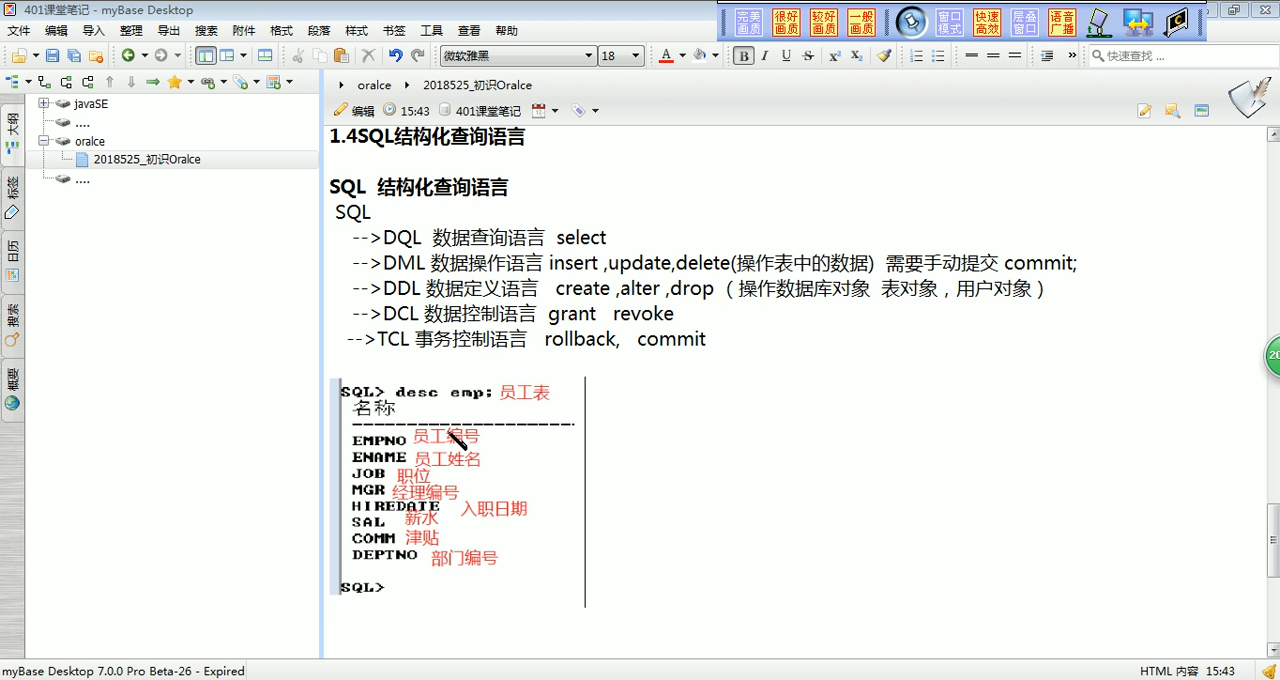 401课堂笔记 - myBase Desktop
完美画质 很好画质 较好画质 一般画质 窗口模式 快速高效 层叠窗口 语音广播
文件 编辑 导入 整理 导出 搜索 附件 格式 段落 样式 书签 工具 查看 帮助
微软雅黑 18 A B I U S X² X₂ » 快速查找 ...
oralce 2018525_初识Oralce
编辑 15:43 401课堂笔记
大纲
标签
日历
搜索
概要
javaSE
....
oralce
2018525_初识Oralce
....
1.4SQL结构化查询语言
SQL 结构化查询语言
SQL
-->DQL 数据查询语言 select
-->DML 数据操作语言 insert ,update,delete(操作表中的数据) 需要手动提交 commit;
-->DDL 数据定义语言 create ,alter ,drop （操作数据库对象 表对象，用户对象）
-->DCL 数据控制语言 grant revoke
-->TCL 事务控制语言 rollback, commit
SQL> desc emp; 员工表
名称
EMPNO 员工编号
ENAME 员工姓名
JOB 职位
MGR 经理编号
HIREDATE 入职日期
SAL 新水
COMM 津贴
DEPTNO 部门编号
SQL>
20
myBase Desktop 7.0.0 Pro Beta-26 - Expired
HTML 内容 15:43